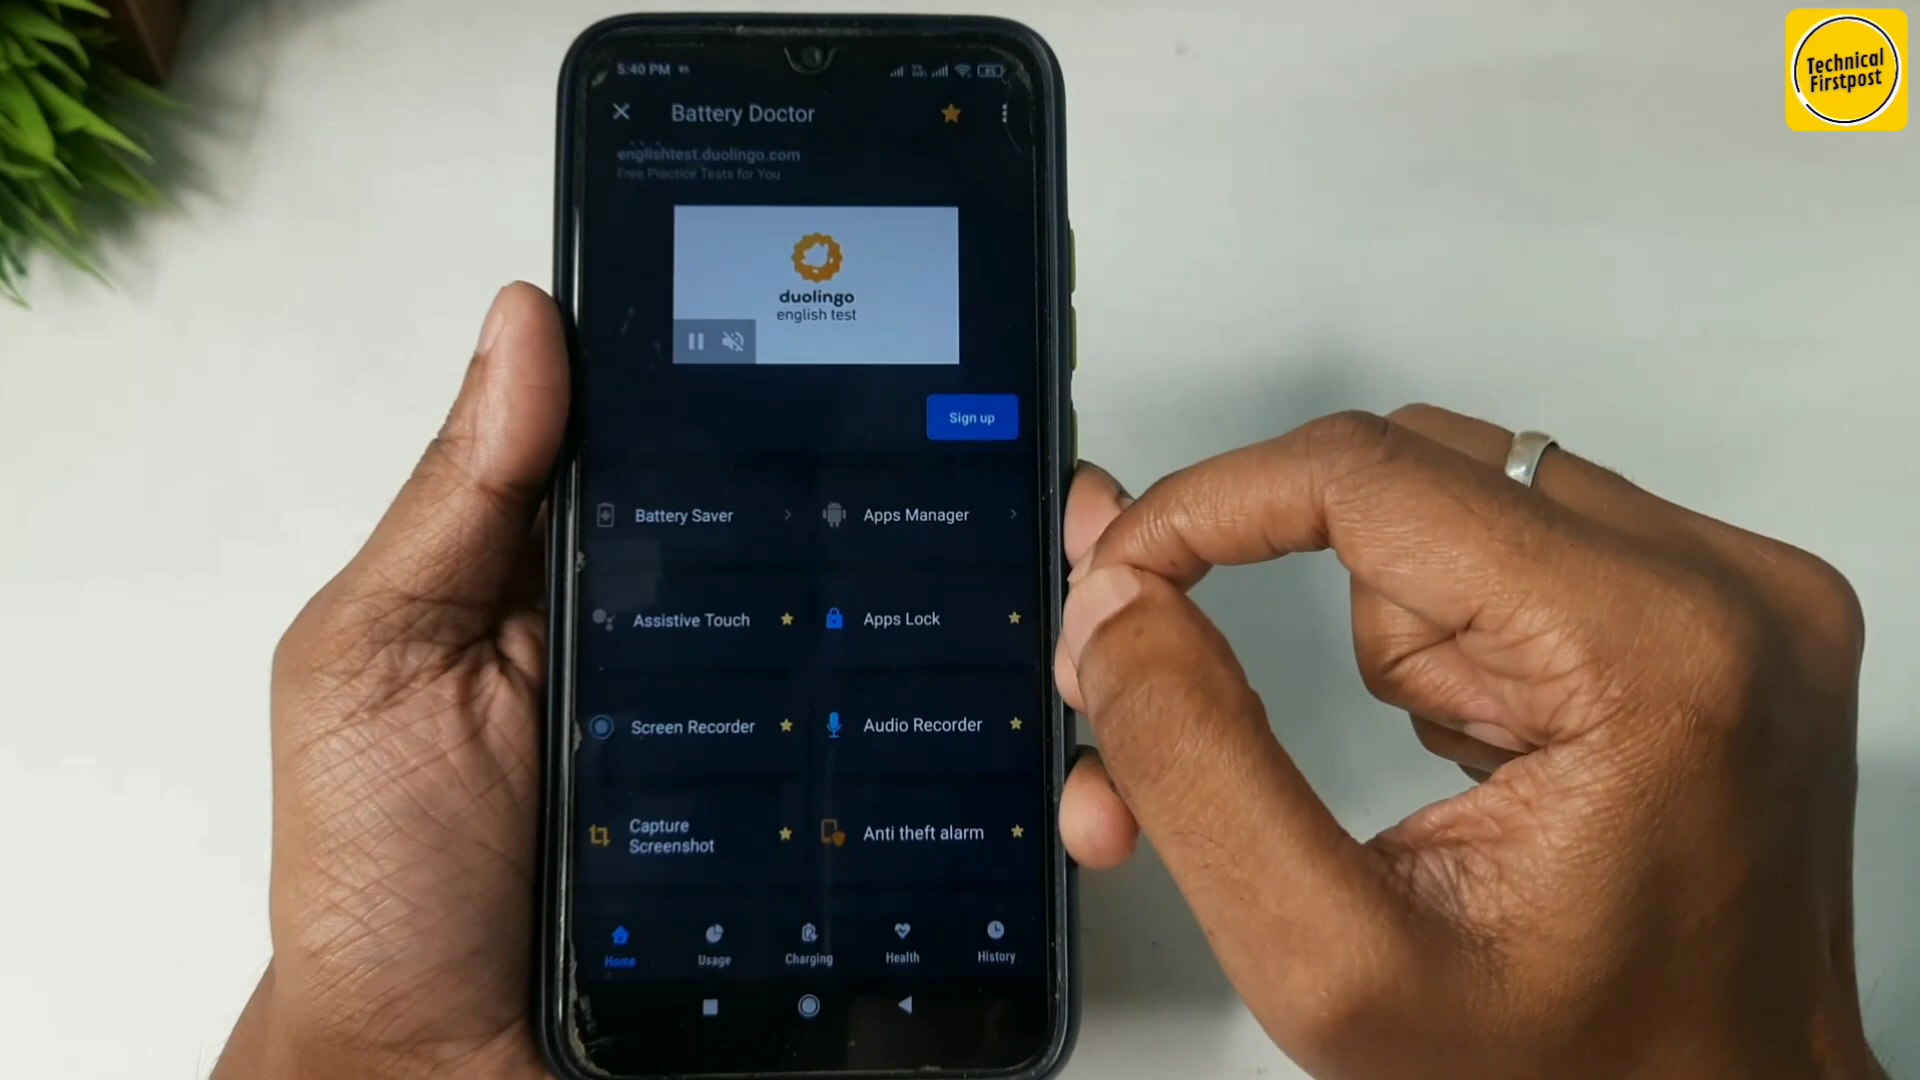 Technical
Firstpost
5:40 PM
85
Battery Doctor
englishtest.duolingo.com
Free Practice Tests for You
duolingo
english test
Sign up
Battery Saver
Apps Manager
Assistive Touch
Apps Lock
Screen Recorder
Audio Recorder
Capture
Screenshot
Anti theft alarm
Home
Usage
Charging
Health
History